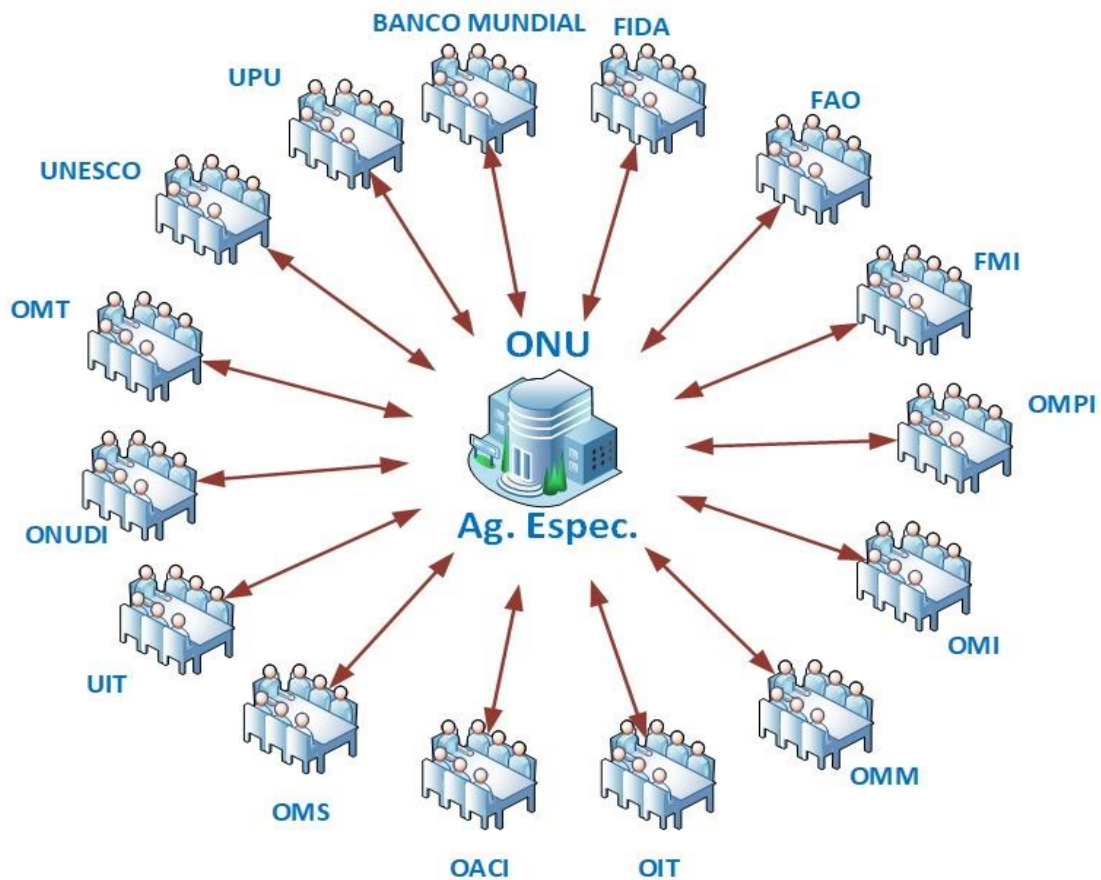 BANCO MUNDIAL
FIDA
UPU
FAO
UNESCO
FMI
OMT
ONU
OMPI
Ag. Espec.
ONUDI
OMI
UIT
OMM
OMS
OACI
OIT